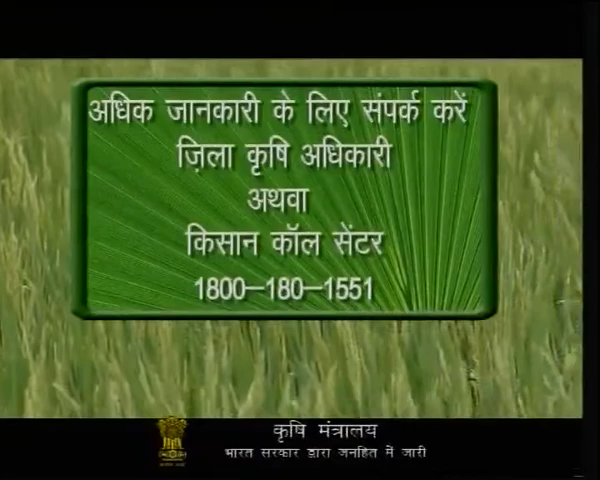 अधिक जानकारी के लिए संपर्क करें
ज़िला कृषि अधिकारी
अथवा
किसान कॉल सेंटर
1800–180–1551
कृषि मंत्रालय
भारत सरकार द्वारा जनहित में जारी